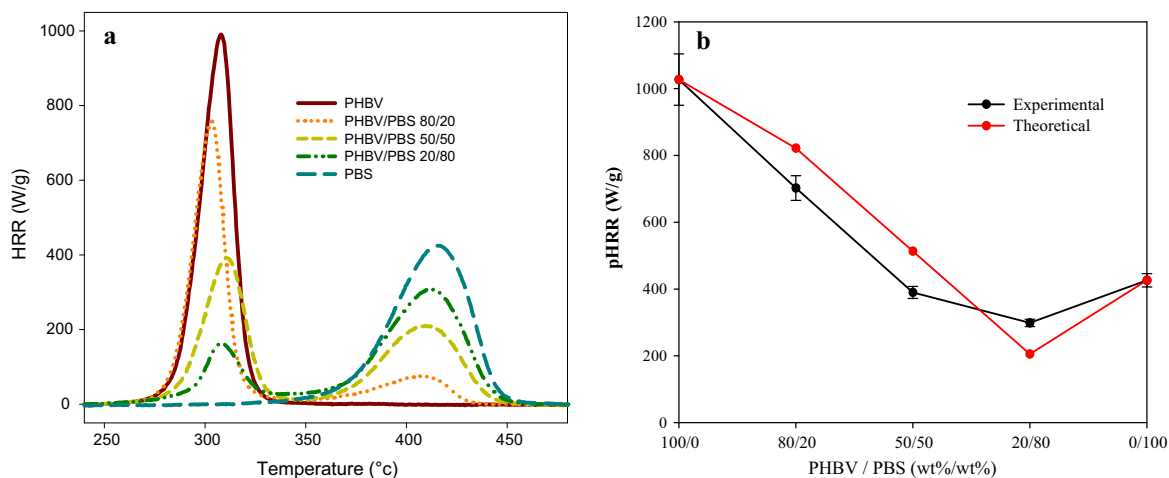 a
1000
800
600
400
200
0
HRR (W/g)
PHBV
PHBV/PBS 80/20
PHBV/PBS 50/50
PHBV/PBS 20/80
PBS
250
300
350
400
450
Temperature (°c)
b
1200
1000
800
600
400
200
0
pHRR (W/g)
Experimental
Theoretical
100/0
80/20
50/50
20/80
0/100
PHBV / PBS (wt%/wt%)